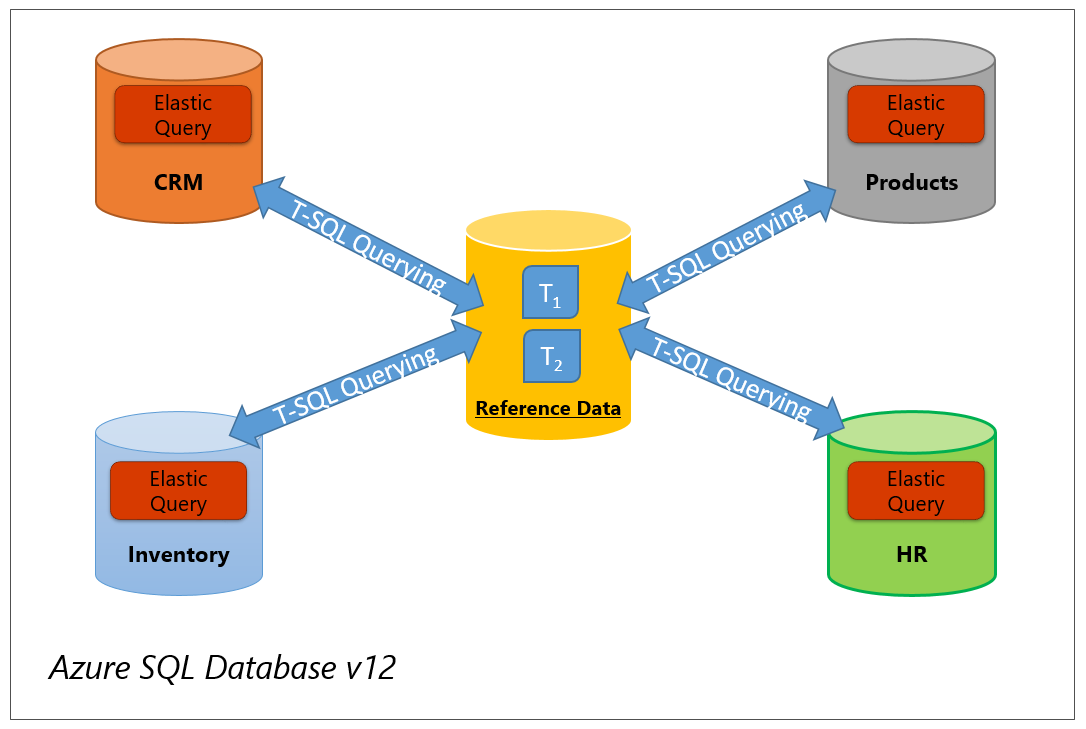 Elastic
Query
CRM
Elastic
Query
Products
T-SQL Querying
T-SQL Querying
T1
T2
Reference Data
T-SQL Querying
T-SQL Querying
Elastic
Query
Inventory
Elastic
Query
HR
Azure SQL Database v12